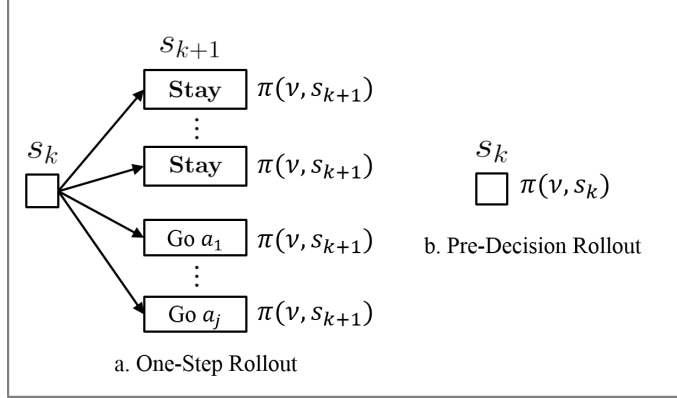 s_{k+1}
Stay π(ν, s_{k+1})
⋮
s_k
Stay π(ν, s_{k+1})
Go a_1 π(ν, s_{k+1})
⋮
Go a_j π(ν, s_{k+1})
a. One-Step Rollout
s_k
π(ν, s_k)
b. Pre-Decision Rollout